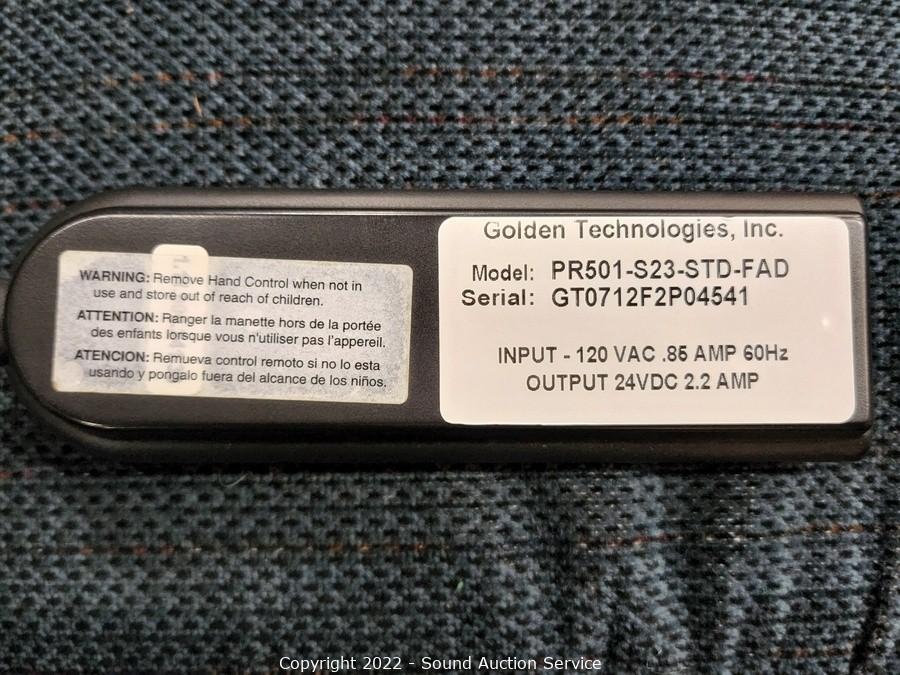 WARNING: Remove Hand Control when not in
use and store out of reach of children.
ATTENTION: Ranger la manette hors de la portée
des enfants lorsque vous n'utiliser pas l'appereil.
ATENCION: Remueva control remoto si no lo esta
usando y pongalo fuera del alcance de los niños.
Golden Technologies, Inc.
Model: PR501-S23-STD-FAD
Serial: GT0712F2P04541
INPUT - 120 VAC .85 AMP 60Hz
OUTPUT 24VDC 2.2 AMP
Copyright 2022 - Sound Auction Service